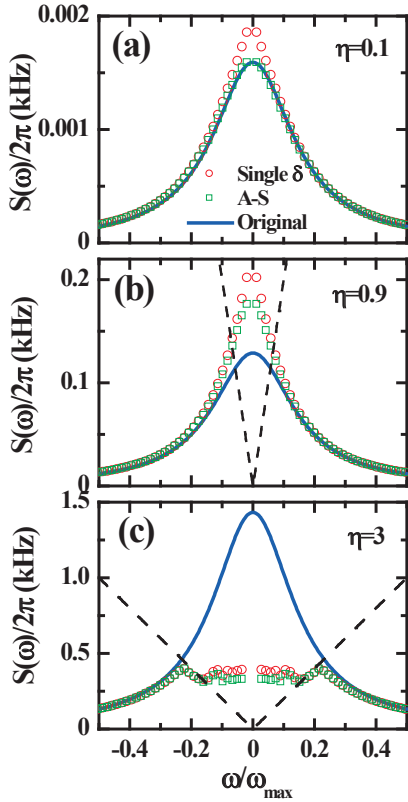 (a)
η=0.1
0.002
0.001
0
S(ω)/2π (kHz)
Single δ
A-S
Original
(b)
η=0.9
0.2
0.1
0
S(ω)/2π (kHz)
(c)
η=3
1.5
1.0
0.5
0
S(ω)/2π (kHz)
-0.4 -0.2 0 0.2 0.4
ω/ωmax